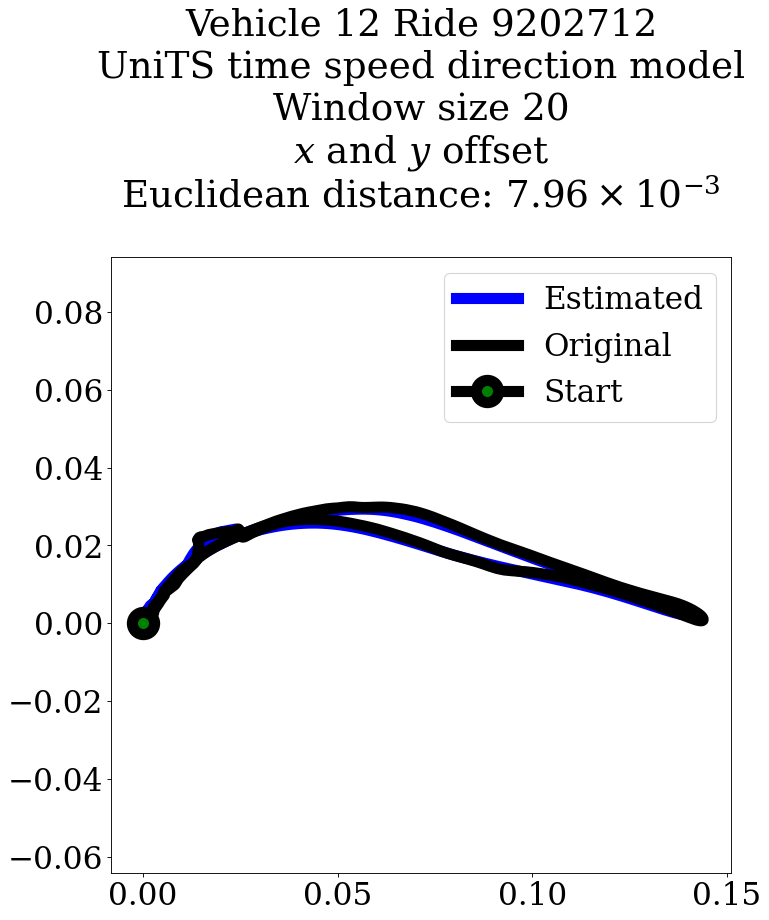 Vehicle 12 Ride 9202712
UniTS time speed direction model
Window size 20
x and y offset
Euclidean distance: 7.96 × 10⁻³
Estimated
Original
Start
0.08
0.06
0.04
0.02
0.00
−0.02
−0.04
−0.06
0.00 0.05 0.10 0.15